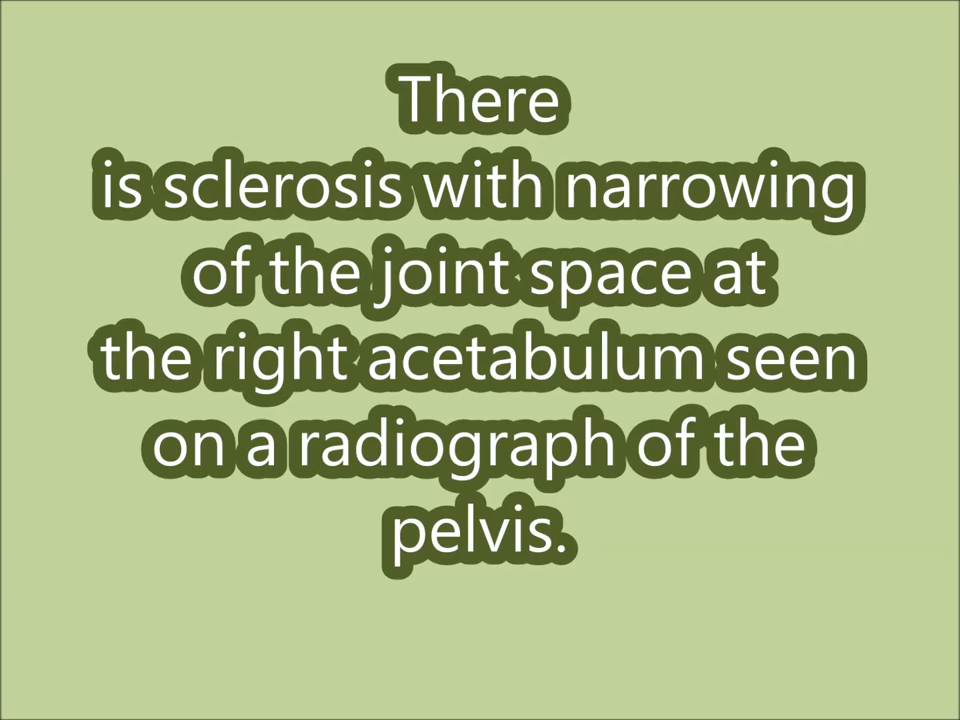 There
is sclerosis with narrowing
of the joint space at
the right acetabulum seen
on a radiograph of the
pelvis.